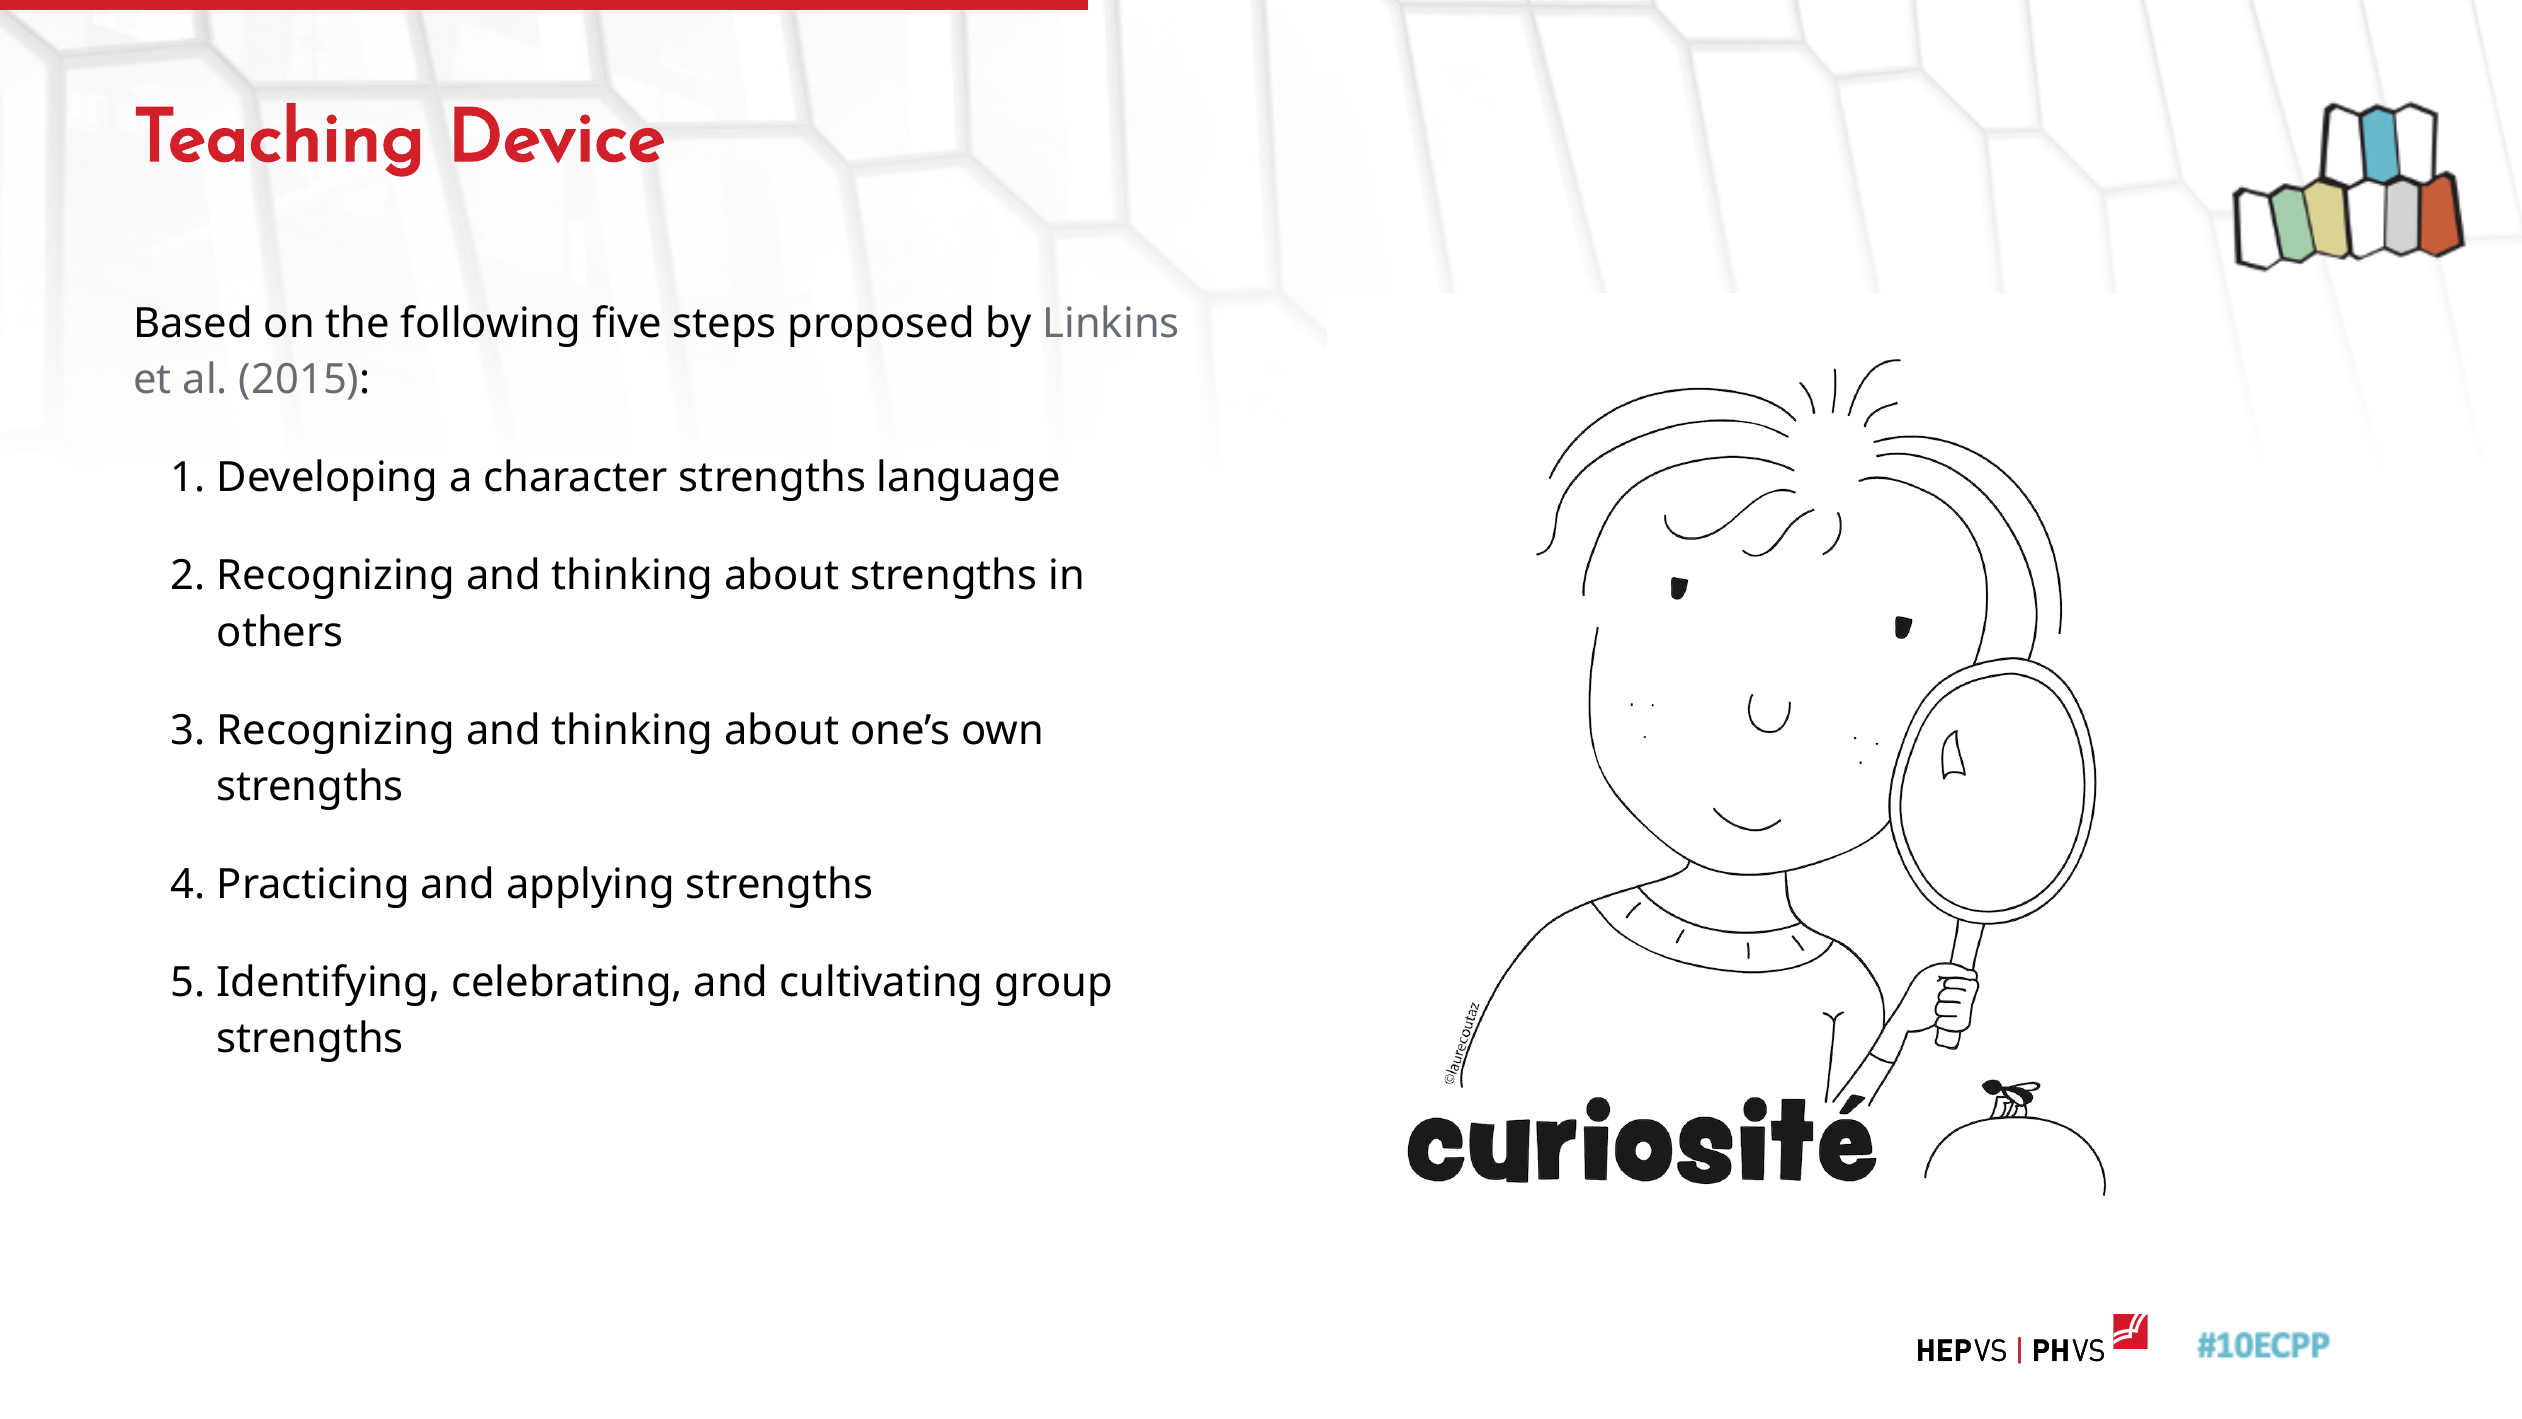 Teaching Device
Based on the following five steps proposed by Linkins
et al. (2015):
1. Developing a character strengths language
2. Recognizing and thinking about strengths in
others
3. Recognizing and thinking about one’s own
strengths
4. Practicing and applying strengths
5. Identifying, celebrating, and cultivating group
strengths
©laurecoutaz
curiosité
HEPVS | PHVS
#10ECPP